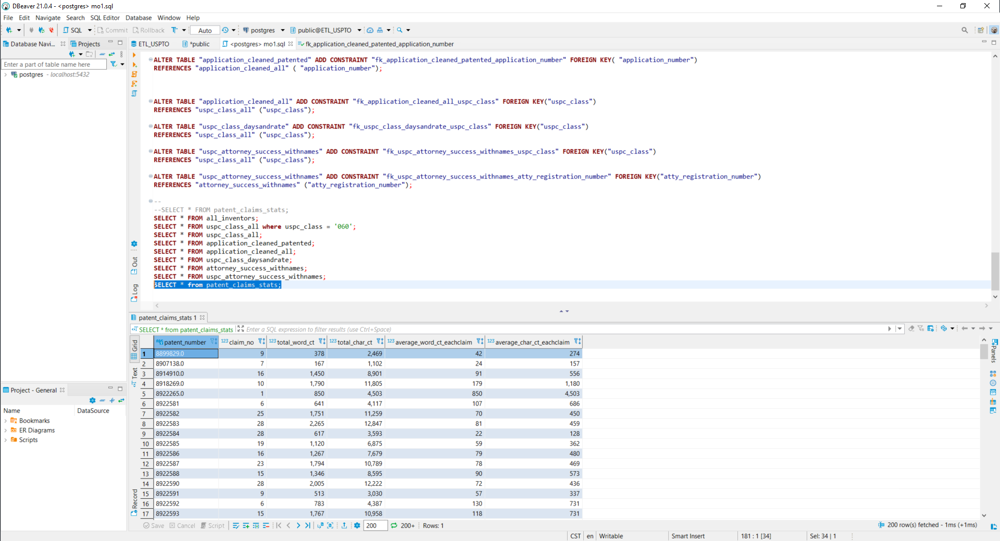 DBeaver 21.0.4 - <postgres> mo1.sql
File Edit Navigate Search SQL Editor Database Window Help
SQL Commit Rollback Auto postgres public@ETL_USPTO
Database Navi... Projects ETL_USPTO *public <postgres> mo1.sql fk_application_cleaned_patented_application_number
Enter a part of table name here
postgres - localhost:5432
ALTER TABLE "application_cleaned_patented" ADD CONSTRAINT "fk_application_cleaned_patented_application_number" FOREIGN KEY( "application_number")
REFERENCES "application_cleaned_all" ( "application_number");
ALTER TABLE "application_cleaned_all" ADD CONSTRAINT "fk_application_cleaned_all_uspc_class" FOREIGN KEY("uspc_class")
REFERENCES "uspc_class_all" ("uspc_class");
ALTER TABLE "uspc_class_daysandrate" ADD CONSTRAINT "fk_uspc_class_daysandrate_uspc_class" FOREIGN KEY("uspc_class")
REFERENCES "uspc_class_all" ("uspc_class");
ALTER TABLE "uspc_attorney_success_withnames" ADD CONSTRAINT "fk_uspc_attorney_success_withnames_uspc_class" FOREIGN KEY("uspc_class")
REFERENCES "uspc_class_all" ("uspc_class");
ALTER TABLE "uspc_attorney_success_withnames" ADD CONSTRAINT "fk_uspc_attorney_success_withnames_atty_registration_number" FOREIGN KEY("atty_registration_number")
REFERENCES "attorney_success_withnames" ("atty_registration_number");
--
--SELECT * FROM patent_claims_stats;
SELECT * FROM all_inventors;
SELECT * FROM uspc_class_all where uspc_class = '060';
SELECT * FROM uspc_class_all;
SELECT * FROM application_cleaned_patented;
SELECT * FROM application_cleaned_all;
SELECT * FROM uspc_class_daysandrate;
SELECT * FROM attorney_success_withnames;
SELECT * FROM uspc_attorney_success_withnames;
SELECT * from patent_claims_stats;
Out
Log
patent_claims_stats 1
SELECT * from patent_claims_stats Enter a SQL expression to filter results (use Ctrl+Space)
Grid
Text
Record
Panels
ABC patent_number 123 claim_no 123 total_word_ct 123 total_char_ct 123 average_word_ct_eachclaim 123 average_char_ct_eachclaim
1 8899829.0 9 378 2,469 42 274
2 8907138.0 7 167 1,102 24 157
3 8914910.0 16 1,450 8,901 91 556
4 8918269.0 10 1,790 11,805 179 1,180
5 8922265.0 1 850 4,503 850 4,503
6 8922581 6 641 4,117 107 686
7 8922582 25 1,751 11,259 70 450
8 8922583 28 2,265 12,847 81 459
9 8922584 28 617 3,593 22 128
10 8922585 19 1,120 6,875 59 362
11 8922586 16 1,267 7,679 79 480
12 8922587 23 1,794 10,789 78 469
13 8922588 15 1,346 8,595 90 573
14 8922590 28 2,005 12,222 72 436
15 8922591 9 513 3,030 57 337
16 8922592 6 783 4,387 130 731
17 8922593 15 1,767 10,958 118 731
Save Cancel Script 200 200+ Rows: 1 200 row(s) fetched - 1ms (+1ms)
Project - General
Name DataSource
Bookmarks
ER Diagrams
Scripts
CST en Writable Smart Insert 181 : 1 [34] Sel: 34 | 1